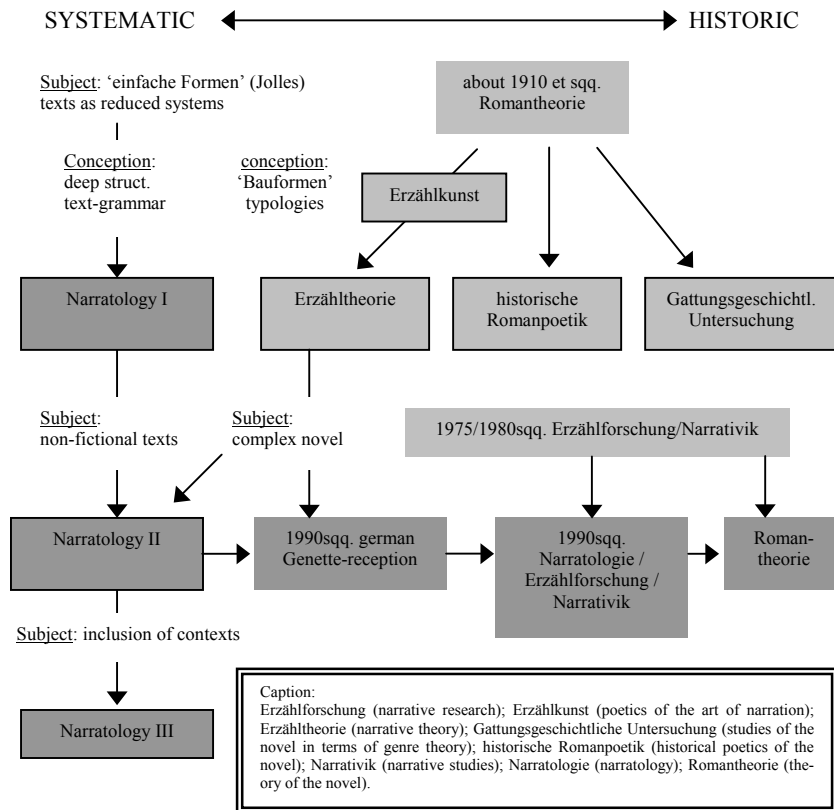 SYSTEMATIC
HISTORIC
Subject: ‘einfache Formen’ (Jolles)
texts as reduced systems
about 1910 et sqq.
Romantheorie
Conception:
deep struct.
text-grammar
conception:
‘Bauformen’
typologies
Erzählkunst
Narratology I
Erzähltheorie
historische
Romanpoetik
Gattungsgeschichtl.
Untersuchung
Subject:
non-fictional texts
Subject:
complex novel
1975/1980sqq. Erzählforschung/Narrativik
Narratology II
1990sqq. german
Genette-reception
1990sqq.
Narratologie /
Erzählforschung /
Narrativik
Roman-
theorie
Subject: inclusion of contexts
Narratology III
Caption:
Erzählforschung (narrative research); Erzählkunst (poetics of the art of narration);
Erzähltheorie (narrative theory); Gattungsgeschichtliche Untersuchung (studies of
the novel in terms of genre theory); historische Romanpoetik (historical poetics of
the novel); Narrativik (narrative studies); Narratologie (narratology); Romantheorie (the-
ory of the novel).